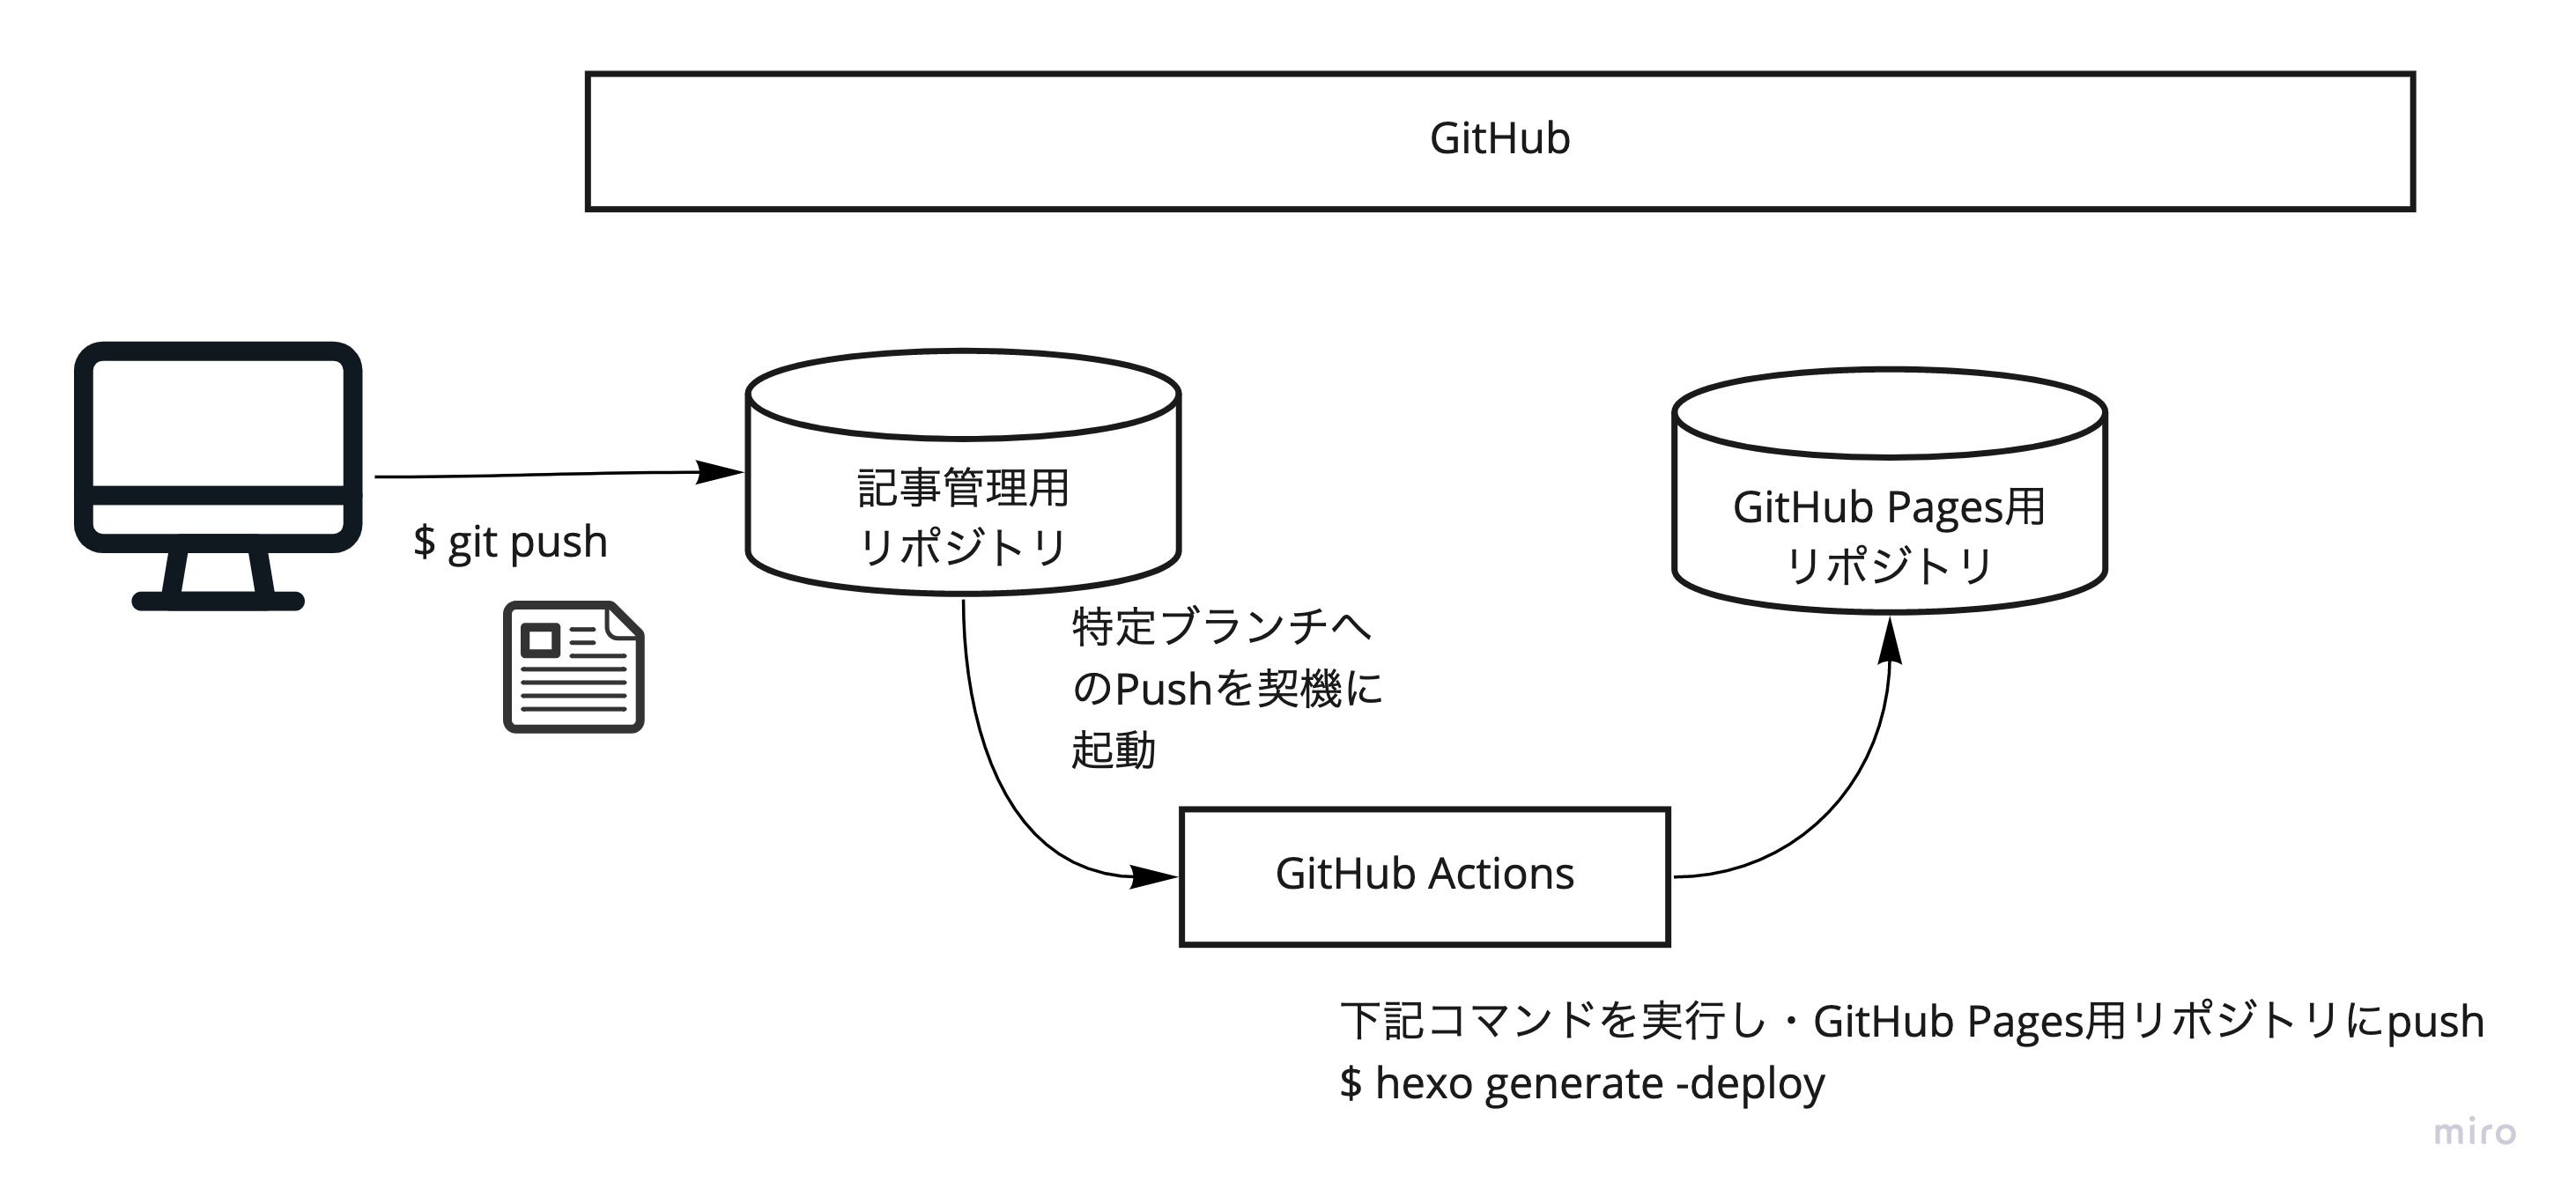 GitHub
$ git push
記事管理用
リポジトリ
GitHub Pages用
リポジトリ
特定ブランチへ
のPushを契機に
起動
GitHub Actions
下記コマンドを実行し・GitHub Pages用リポジトリにpush
$ hexo generate -deploy
miro